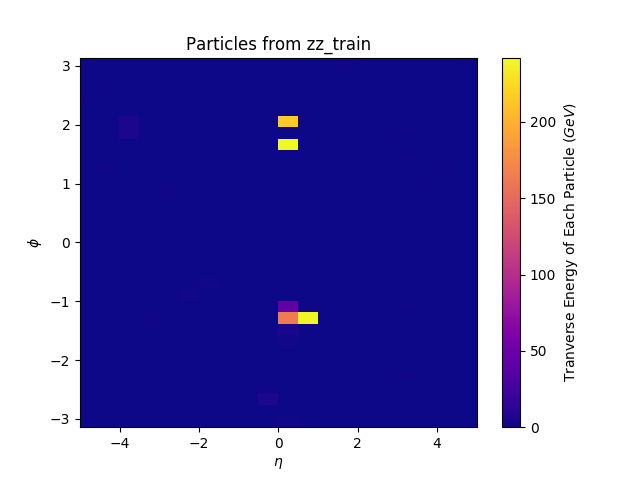 Particles from zz_train
3
2
1
0
−1
−2
−3
ϕ
−4 −2 0 2 4
η
200
150
100
50
0
Tranverse Energy of Each Particle (GeV)